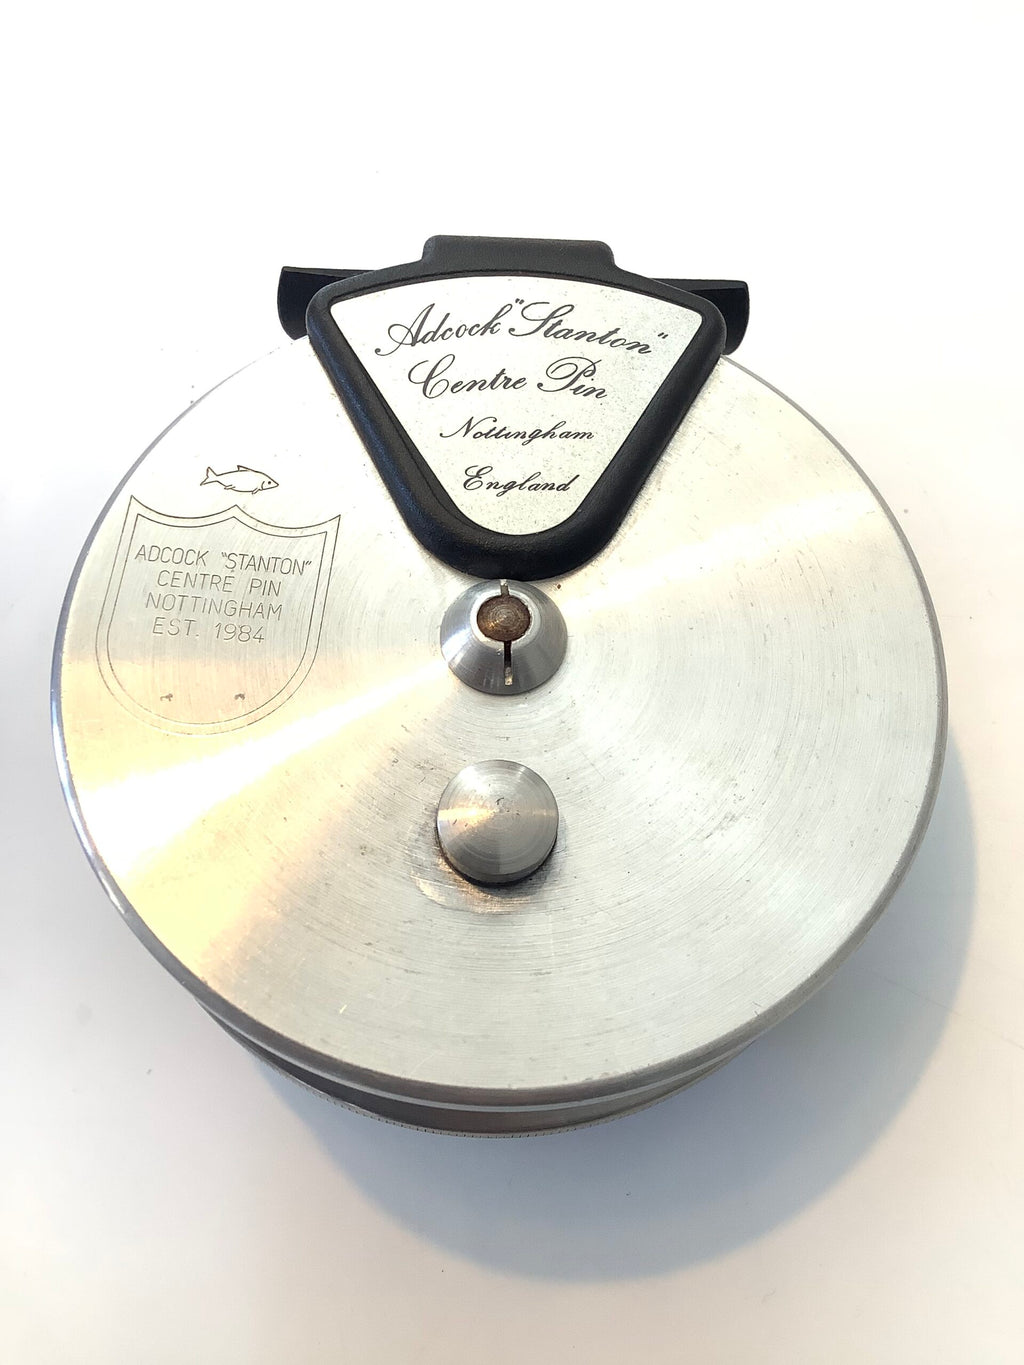 Adcock "Stanton"
Centre Pin
Nottingham
England
ADCOCK "STANTON"
CENTRE PIN
NOTTINGHAM
EST. 1984